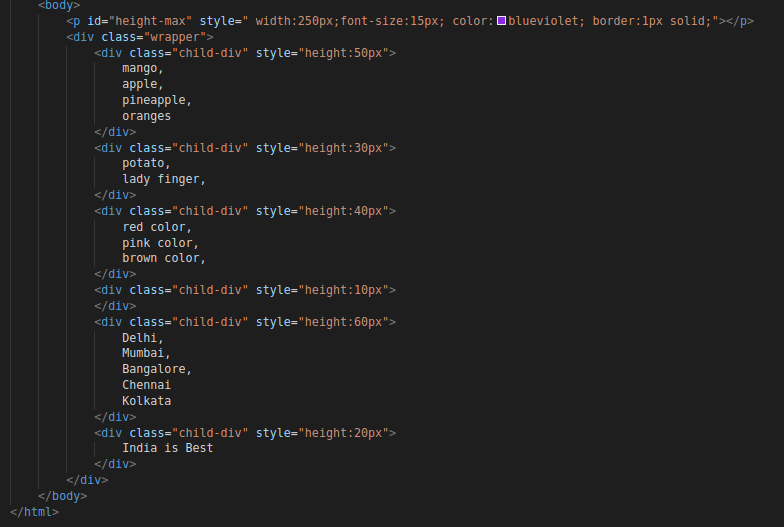 <body>
<p id="height-max" style=" width:250px;font-size:15px; color:blueviolet; border:1px solid;"></p>
<div class="wrapper">
<div class="child-div" style="height:50px">
mango,
apple,
pineapple,
oranges
</div>
<div class="child-div" style="height:30px">
potato,
lady finger,
</div>
<div class="child-div" style="height:40px">
red color,
pink color,
brown color,
</div>
<div class="child-div" style="height:10px">
</div>
<div class="child-div" style="height:60px">
Delhi,
Mumbai,
Bangalore,
Chennai
Kolkata
</div>
<div class="child-div" style="height:20px">
India is Best
</div>
</div>
</body>
</html>